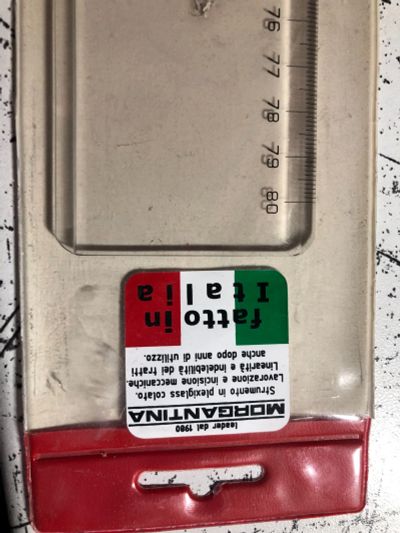 76
77
78
79
80
leader dal 1980
MORGANTINA
Strumento in plexiglass colato.
Lavorazione e incisione meccaniche.
Linearità e indelebilità dei tratti
anche dopo anni di utilizzo.
fatto in
Italia